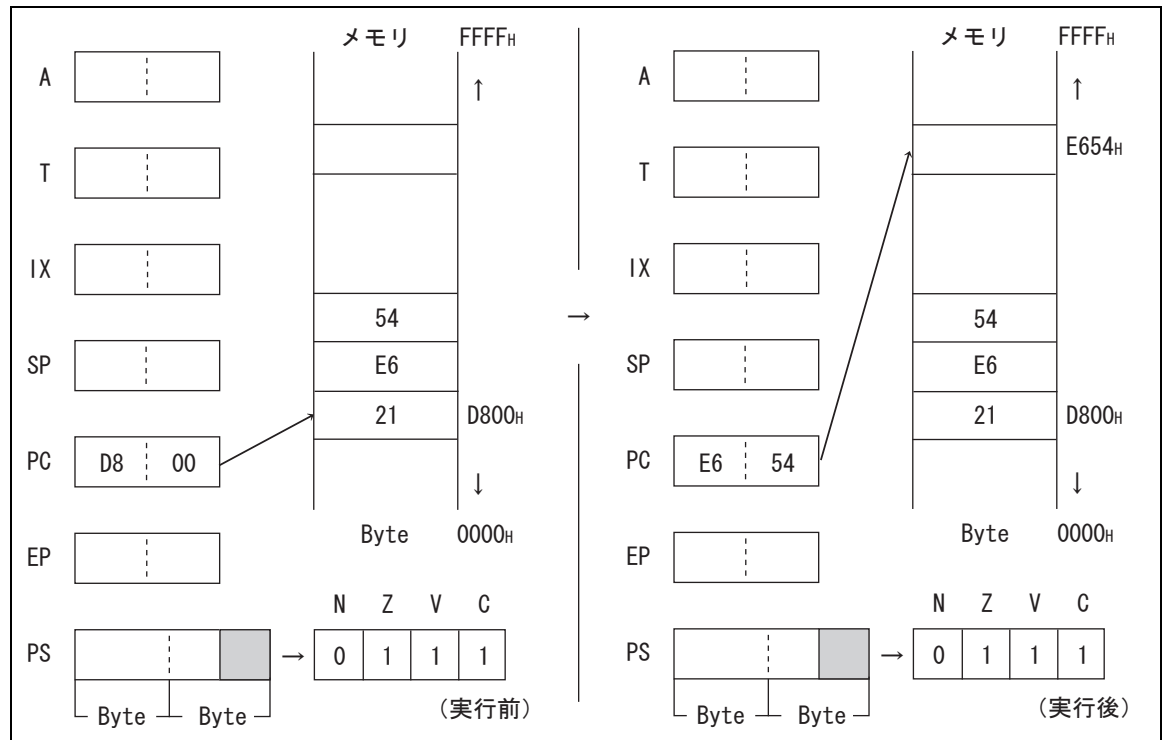 メモリ FFFFH
A
↑
T
IX
54
SP
E6
21 D800H
PC D8 00
↓
Byte 0000H
EP
N Z V C
PS → 0 1 1 1
Byte Byte (実行前)
→
メモリ FFFFH
A
↑
E654H
T
IX
54
SP
E6
21 D800H
PC E6 54
↓
Byte 0000H
EP
N Z V C
PS → 0 1 1 1
Byte Byte (実行後)